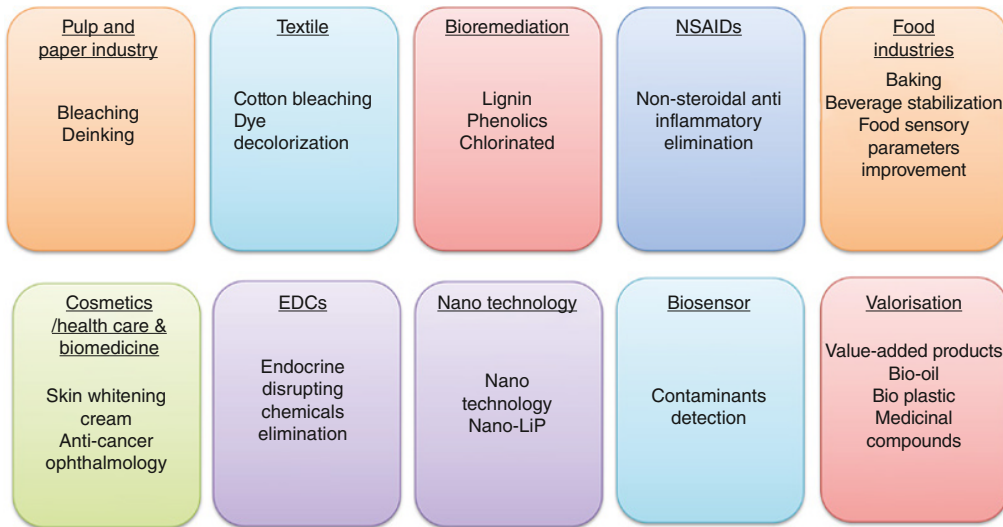 Pulp and
paper industry
Bleaching
Deinking
Textile
Cotton bleaching
Dye
decolorization
Bioremediation
Lignin
Phenolics
Chlorinated
NSAIDs
Non-steroidal anti
inflammatory
elimination
Food
industries
Baking
Beverage stabilization
Food sensory
parameters
improvement
Cosmetics
/health care &
biomedicine
Skin whitening
cream
Anti-cancer
ophthalmology
EDCs
Endocrine
disrupting
chemicals
elimination
Nano technology
Nano
technology
Nano-LiP
Biosensor
Contaminants
detection
Valorisation
Value-added products
Bio-oil
Bio plastic
Medicinal
compounds